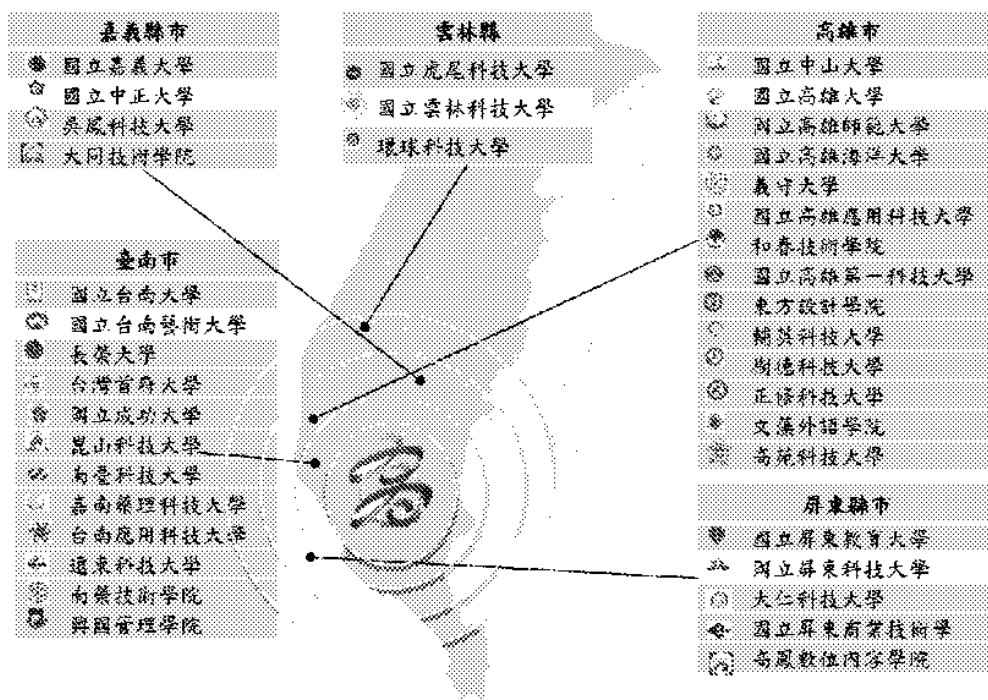 嘉義縣市
國立嘉義大學
國立中正大學
吳鳳科技大學
大同技術學院
雲林縣
國立虎尾科技大學
國立雲林科技大學
環球科技大學
高雄市
國立中山大學
國立高雄大學
國立高雄師範大學
國立高雄海洋大學
義守大學
國立高雄應用科技大學
和春技術學院
國立高雄第一科技大學
東方設計學院
輔英科技大學
樹德科技大學
正修科技大學
文藻外語學院
高苑科技大學
臺南市
國立台南大學
國立台南藝術大學
長榮大學
台灣首府大學
國立成功大學
崑山科技大學
南臺科技大學
嘉南藥理科技大學
台南應用科技大學
遠東科技大學
南榮技術學院
興國管理學院
屏東縣市
國立屏東教育大學
國立屏東科技大學
大仁科技大學
國立屏東商業技術學
高鳳數位內容學院